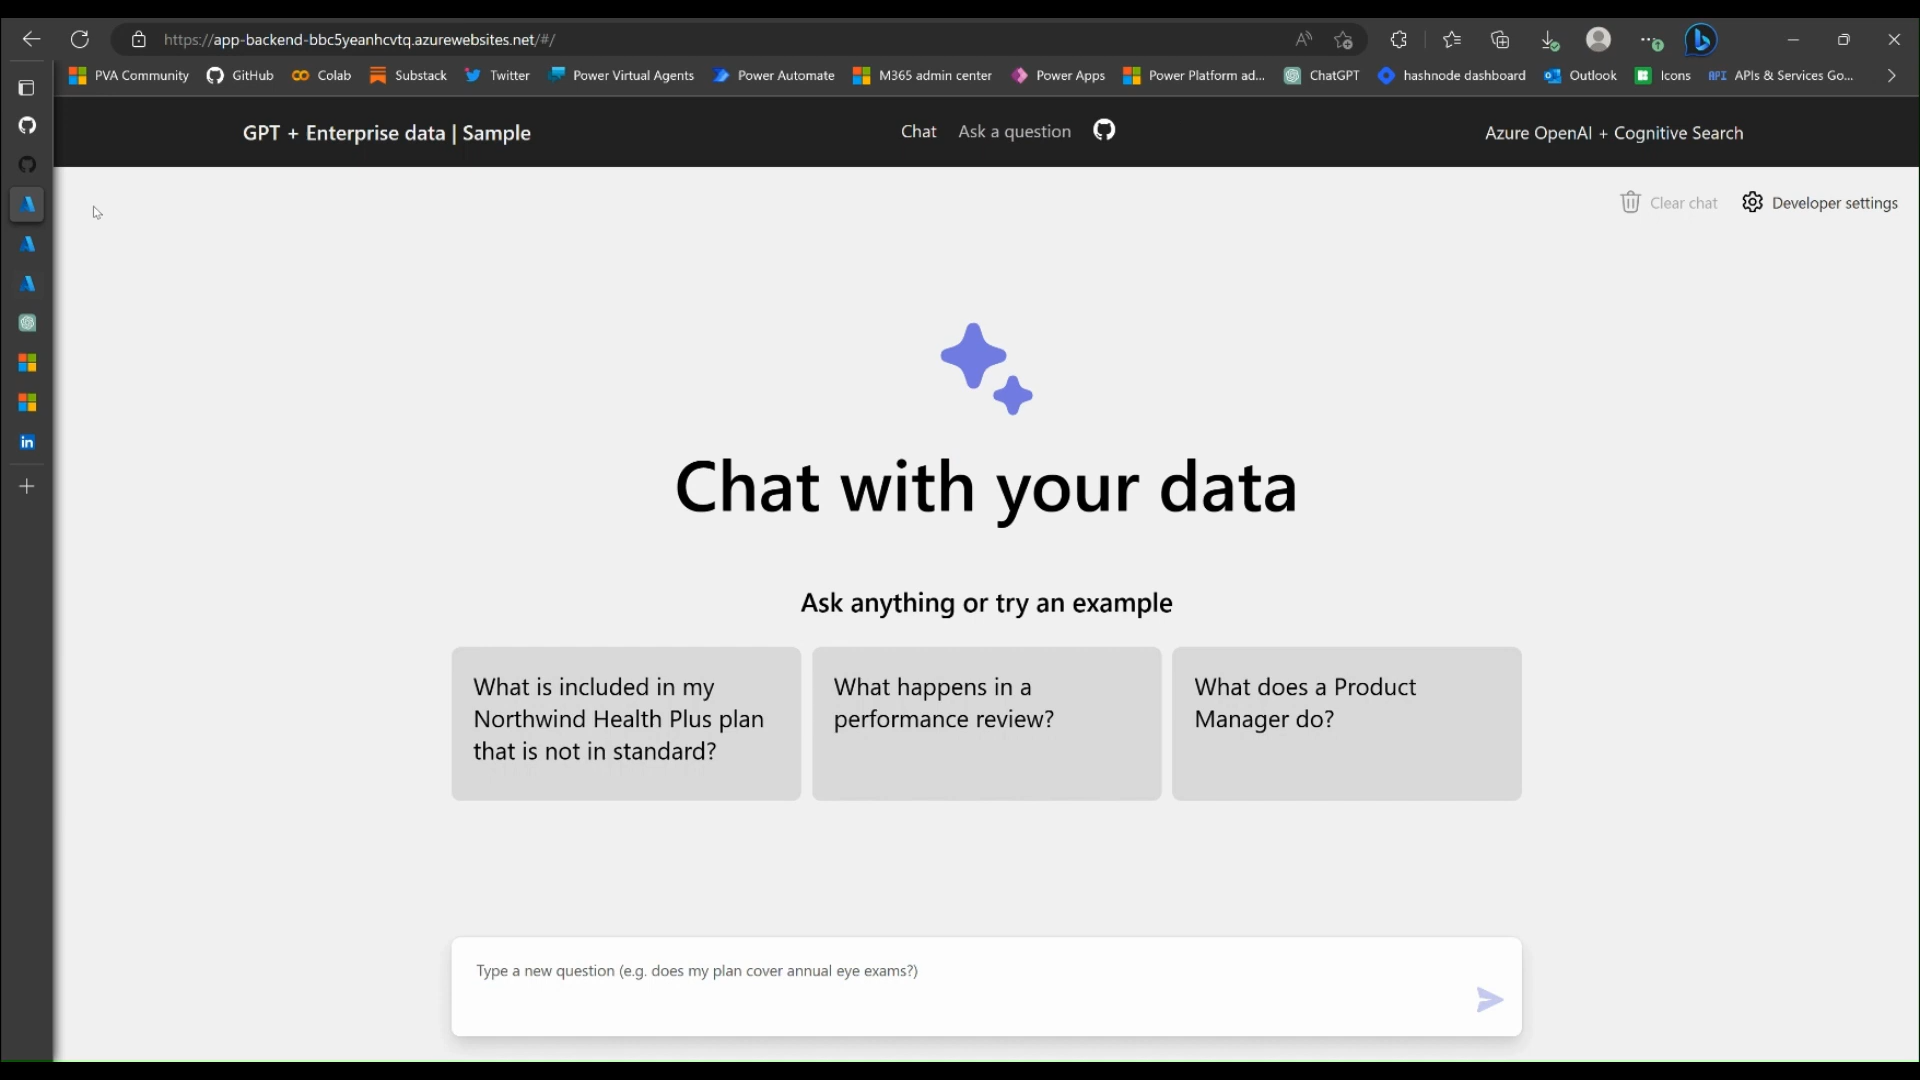 https://app-backend-bbc5yeanhcvtq.azurewebsites.net/#/
PVA Community GitHub Colab Substack Twitter Power Virtual Agents Power Automate M365 admin center Power Apps Power Platform ad... ChatGPT hashnode dashboard Outlook Icons API APIs & Services Go...
GPT + Enterprise data | Sample Chat Ask a question Azure OpenAI + Cognitive Search
Clear chat Developer settings
Chat with your data
Ask anything or try an example
What is included in my
Northwind Health Plus plan
that is not in standard?
What happens in a
performance review?
What does a Product
Manager do?
Type a new question (e.g. does my plan cover annual eye exams?)